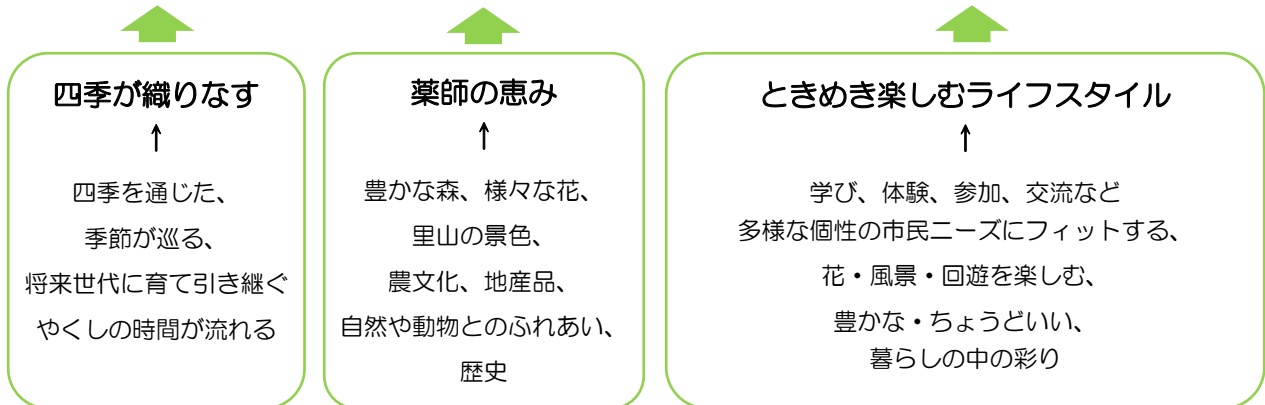 四季が織りなす
↑
四季を通じた、
季節が巡る、
将来世代に育て引き継ぐ
やくしの時間が流れる
薬師の恵み
↑
豊かな森、様々な花、
里山の景色、
農文化、地産品、
自然や動物とのふれあい、
歴史
ときめき楽しむライフスタイル
↑
学び、体験、参加、交流など
多様な個性の市民ニーズにフィットする、
花・風景・回遊を楽しむ、
豊かな・ちょうどいい、
暮らしの中の彩り